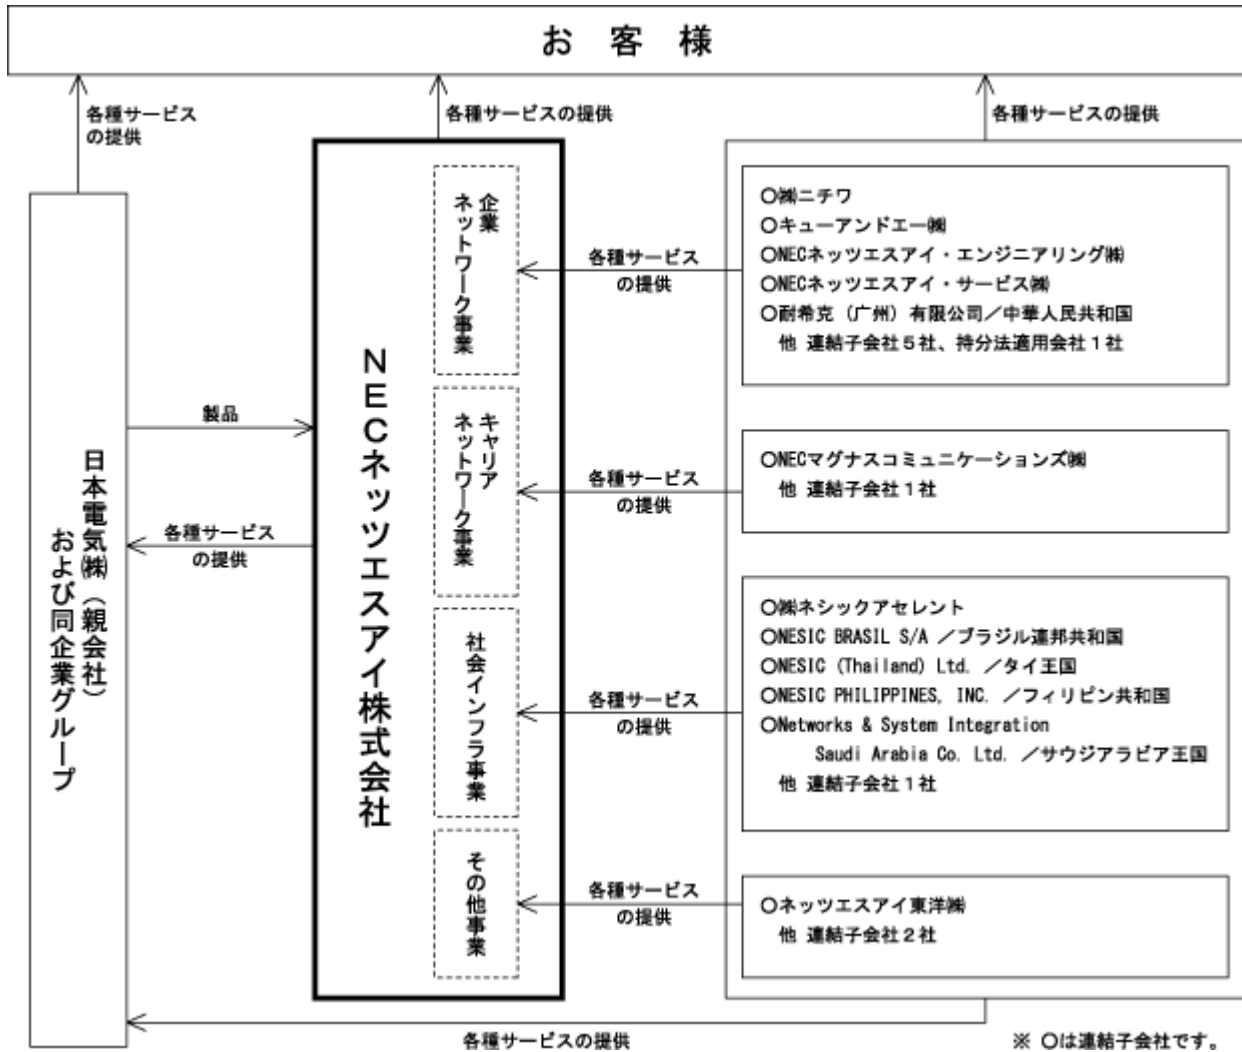 お　客　様
各種サービス
の提供
各種サービスの提供
各種サービスの提供
日本電気㈱（親会社）
および同企業グループ
製品
各種サービス
の提供
NECネッツエスアイ株式会社
企業
ネットワーク事業
キャリア
ネットワーク事業
社会インフラ事業
その他事業
各種サービス
の提供
各種サービス
の提供
各種サービス
の提供
各種サービス
の提供
○㈱ニチワ
○キューアンドエー㈱
○NECネッツエスアイ・エンジニアリング㈱
○NECネッツエスアイ・サービス㈱
○耐希克（广州）有限公司／中華人民共和国
他 連結子会社５社、持分法適用会社１社
○NECマグナスコミュニケーションズ㈱
他 連結子会社１社
○㈱ネシックアセレント
○NESIC BRASIL S/A ／ブラジル連邦共和国
○NESIC (Thailand) Ltd. ／タイ王国
○NESIC PHILIPPINES, INC. ／フィリピン共和国
○Networks & System Integration
Saudi Arabia Co. Ltd. ／サウジアラビア王国
他 連結子会社１社
○ネッツエスアイ東洋㈱
他 連結子会社２社
各種サービスの提供
※ ○は連結子会社です。